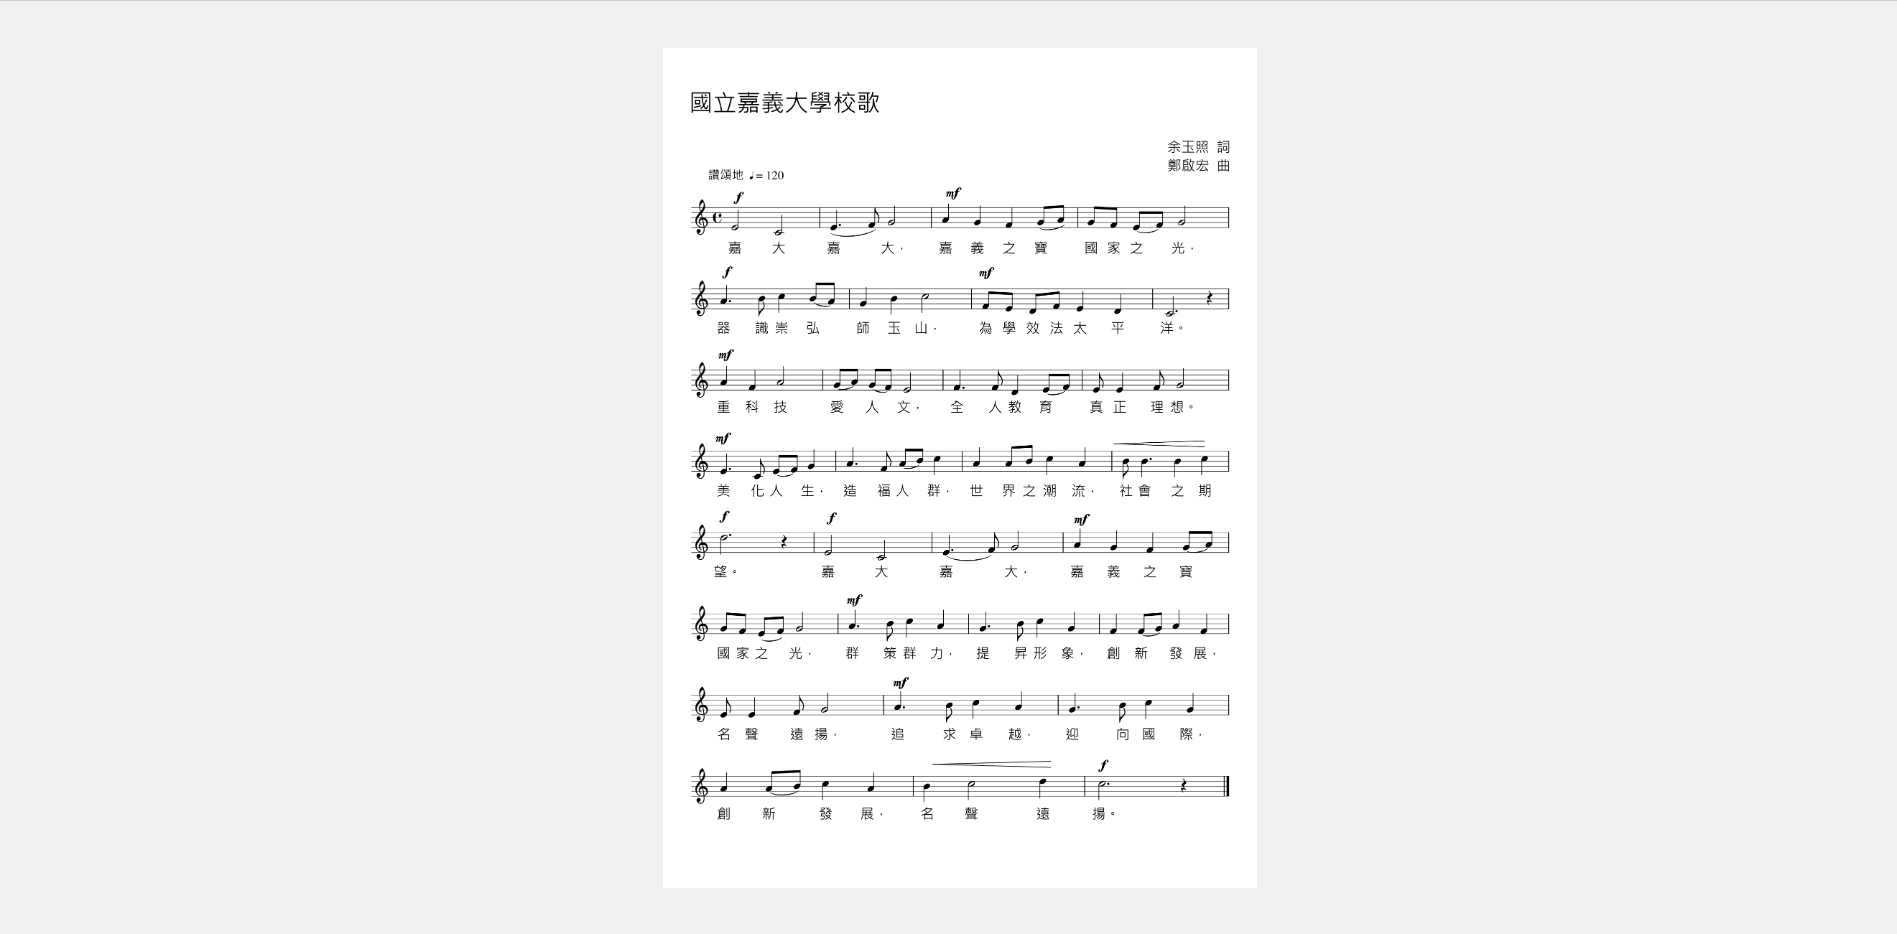 國立嘉義大學校歌
余玉照 詞
鄭啟宏 曲
讚頌地 ♩= 120
f mf
嘉 大 嘉 大， 嘉 義 之 寶 國 家 之 光，
f mf
器 識 崇 弘 師 玉 山， 為 學 效 法 太 平 洋。
mf
重 科 技 愛 人 文， 全 人 教 育 真 正 理 想。
mf
美 化 人 生， 造 福 人 群， 世 界 之 潮 流， 社 會 之 期
f f mf
望。 嘉 大 嘉 大， 嘉 義 之 寶
mf
國 家 之 光， 群 策 群 力， 提 昇 形 象， 創 新 發 展，
mf
名 聲 遠 揚， 追 求 卓 越， 迎 向 國 際，
f
創 新 發 展， 名 聲 遠 揚。